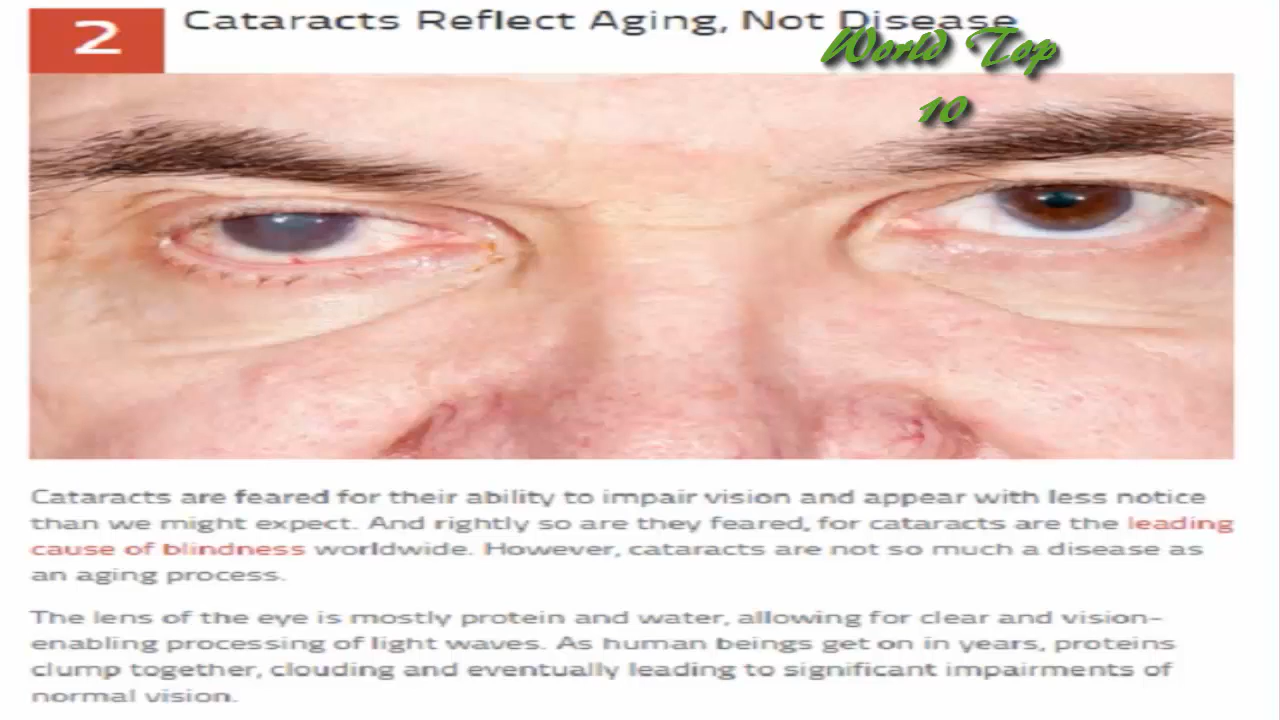 2
Cataracts Reflect Aging, Not Disease
World Top
10
Cataracts are feared for their ability to impair vision and appear with less notice
than we might expect. And rightly so are they feared, for cataracts are the leading
cause of blindness worldwide. However, cataracts are not so much a disease as
an aging process.
The lens of the eye is mostly protein and water, allowing for clear and vision-
enabling processing of light waves. As human beings get on in years, proteins
clump together, clouding and eventually leading to significant impairments of
normal vision.